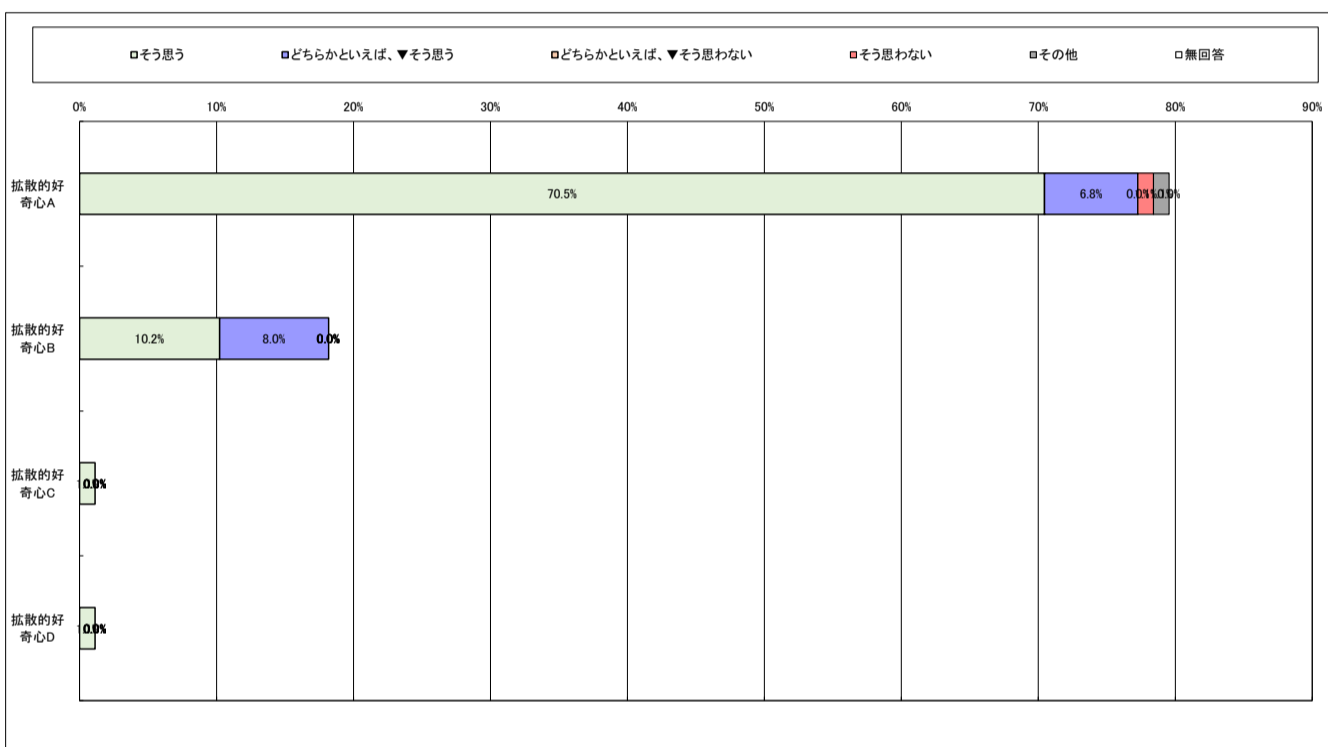 そう思う
どちらかといえば、▼そう思う
どちらかといえば、▼そう思わない
そう思わない
その他
無回答
0% 10% 20% 30% 40% 50% 60% 70% 80% 90%
拡散的好
奇心A
70.5%
6.8%
拡散的好
奇心B
10.2%
8.0%
0.0%
拡散的好
奇心C
拡散的好
奇心D